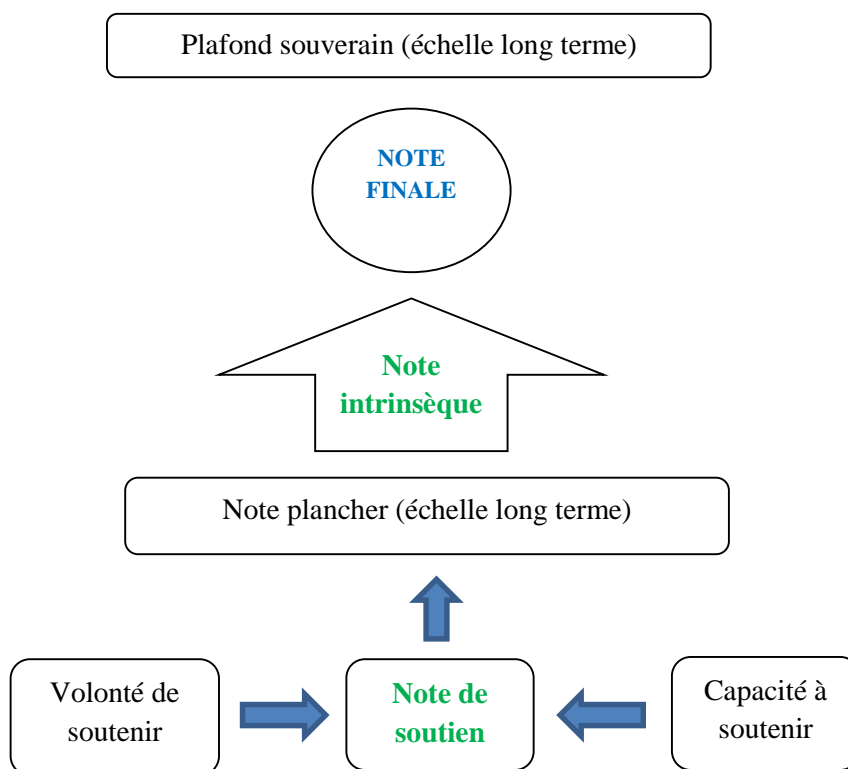 Plafond souverain (échelle long terme)
NOTE
FINALE
Note
intrinsèque
Note plancher (échelle long terme)
Volonté de
soutenir
Note de
soutien
Capacité à
soutenir